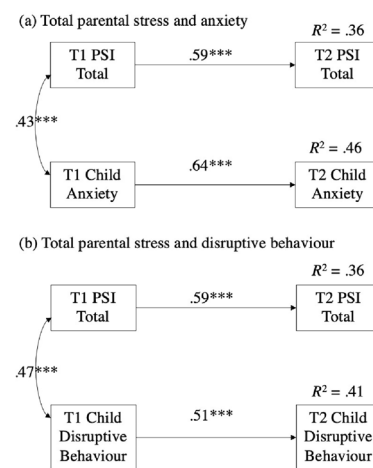 (a) Total parental stress and anxiety
R² = .36
T1 PSI
Total
.59***
T2 PSI
Total
.43***
R² = .46
T1 Child
Anxiety
.64***
T2 Child
Anxiety
(b) Total parental stress and disruptive behaviour
R² = .36
T1 PSI
Total
.59***
T2 PSI
Total
.47***
R² = .41
T1 Child
Disruptive
Behaviour
.51***
T2 Child
Disruptive
Behaviour